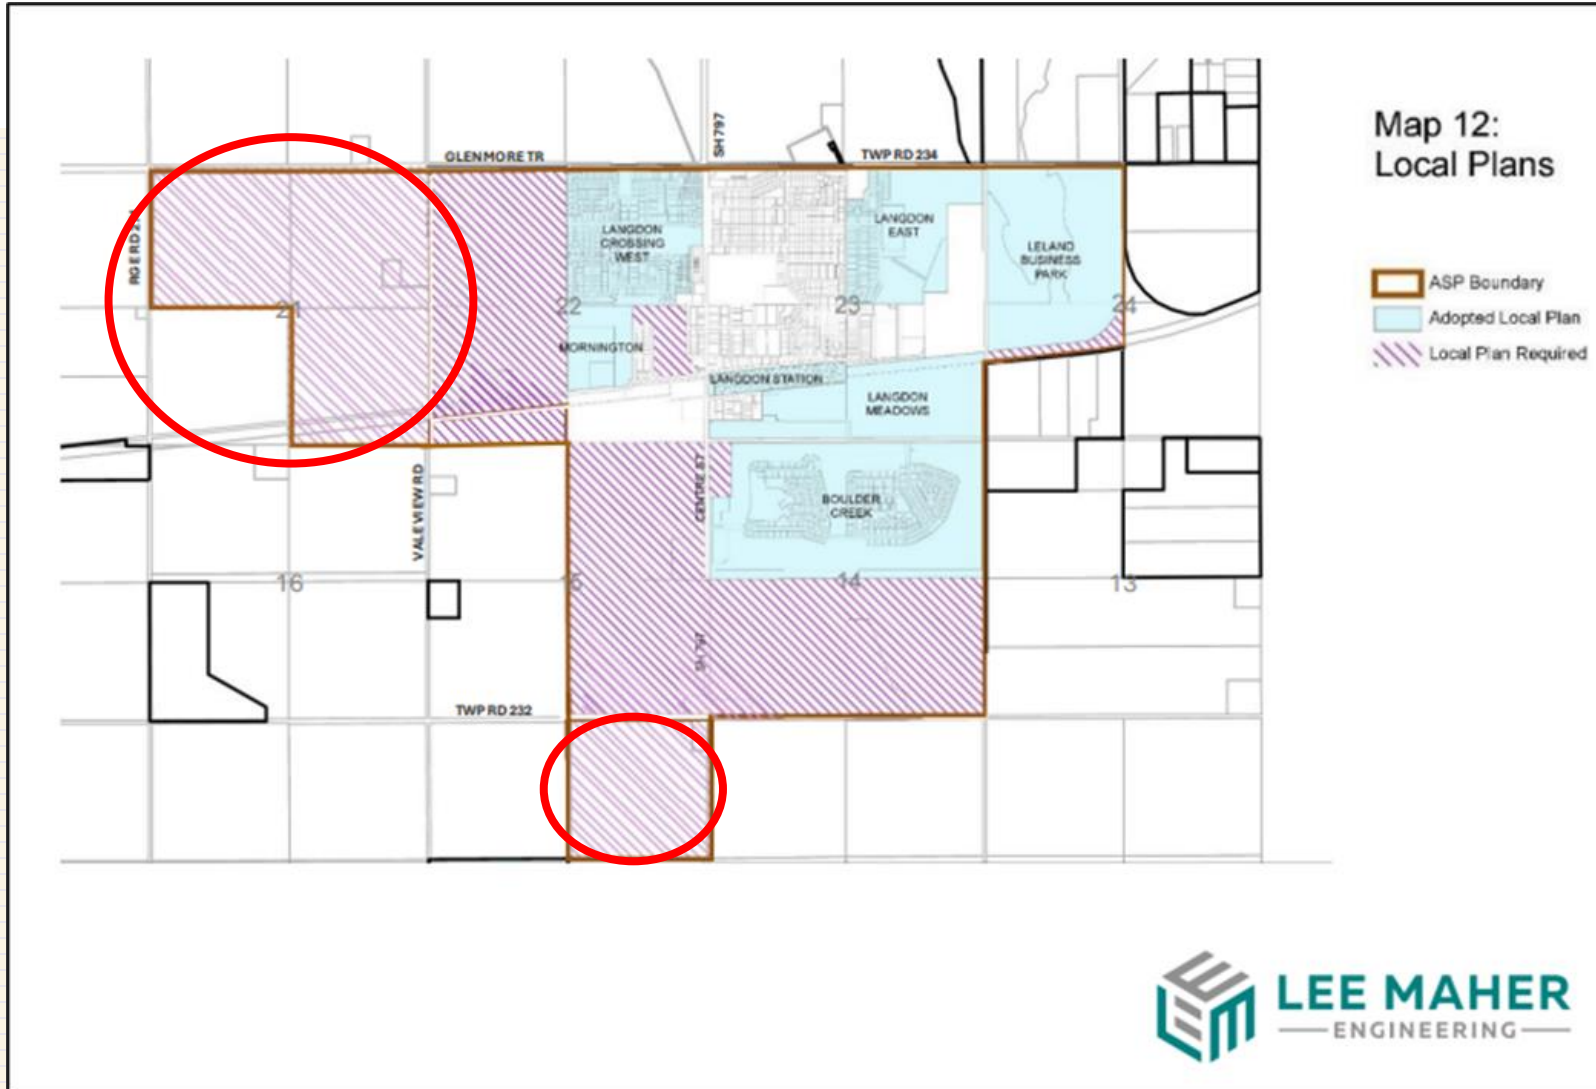 Map 12:
Local Plans
ASP Boundary
Adopted Local Plan
Local Plan Required
GLENMORE TR
SH 797
TWP RD 234
RGE RD
LANGDON
CROSSING
WEST
LANGDON
EAST
LELAND
BUSINESS
PARK
21
22
23
24
MORNINGTON
LANGDON STATION
LANGDON
MEADOWS
VALE VIEW RD
CENTRE ST
BOULDER
CREEK
16
15
14
13
SH 797
TWP RD 232
LEE MAHER
ENGINEERING